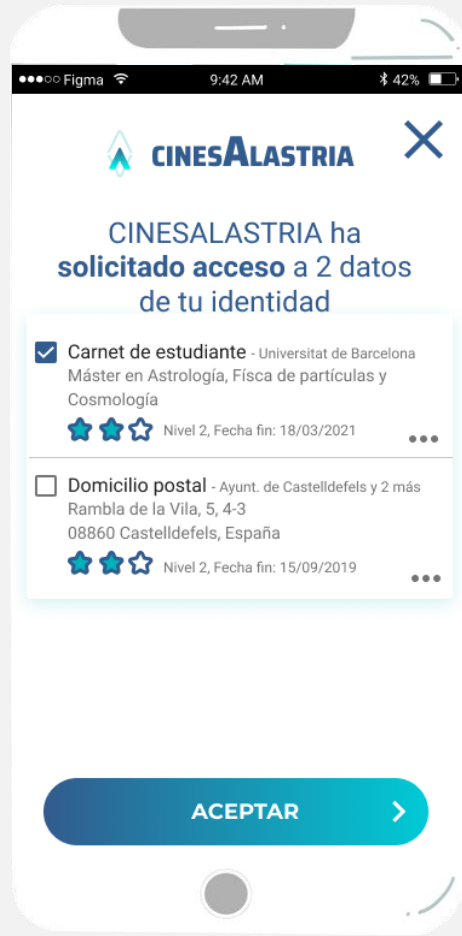 Figma 9:42 AM 42%
CINESALASTRIA
CINESALASTRIA ha
solicitado acceso a 2 datos
de tu identidad
Carnet de estudiante - Universitat de Barcelona
Máster en Astrología, Físca de partículas y
Cosmología
Nivel 2, Fecha fin: 18/03/2021
Domicilio postal - Ayunt. de Castelldefels y 2 más
Rambla de la Vila, 5, 4-3
08860 Castelldefels, España
Nivel 2, Fecha fin: 15/09/2019
ACEPTAR